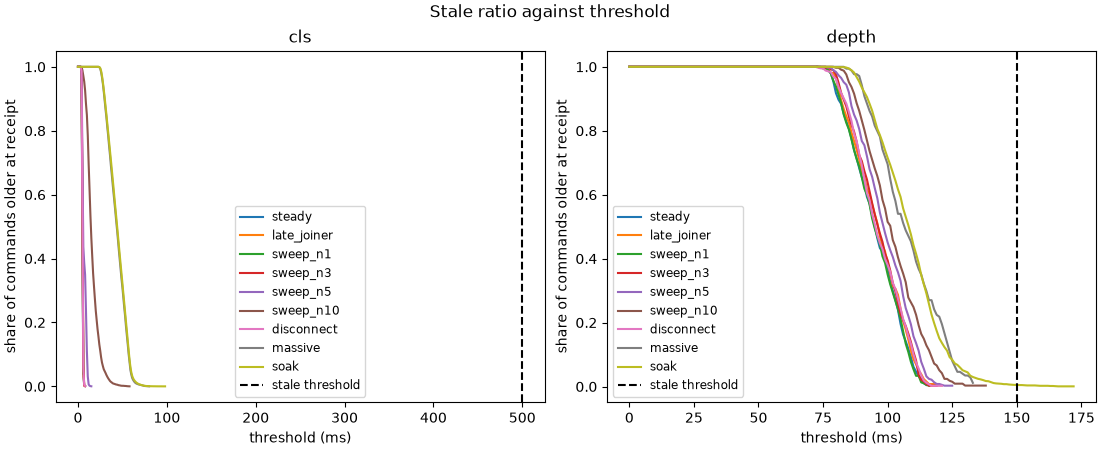 Stale ratio against threshold
cls
share of commands older at receipt
1.0
0.8
0.6
0.4
0.2
0.0
0
100
200
300
400
500
threshold (ms)
steady
late_joiner
sweep_n1
sweep_n3
sweep_n5
sweep_n10
disconnect
massive
soak
stale threshold
depth
share of commands older at receipt
1.0
0.8
0.6
0.4
0.2
0.0
0
25
50
75
100
125
150
175
threshold (ms)
steady
late_joiner
sweep_n1
sweep_n3
sweep_n5
sweep_n10
disconnect
massive
soak
stale threshold